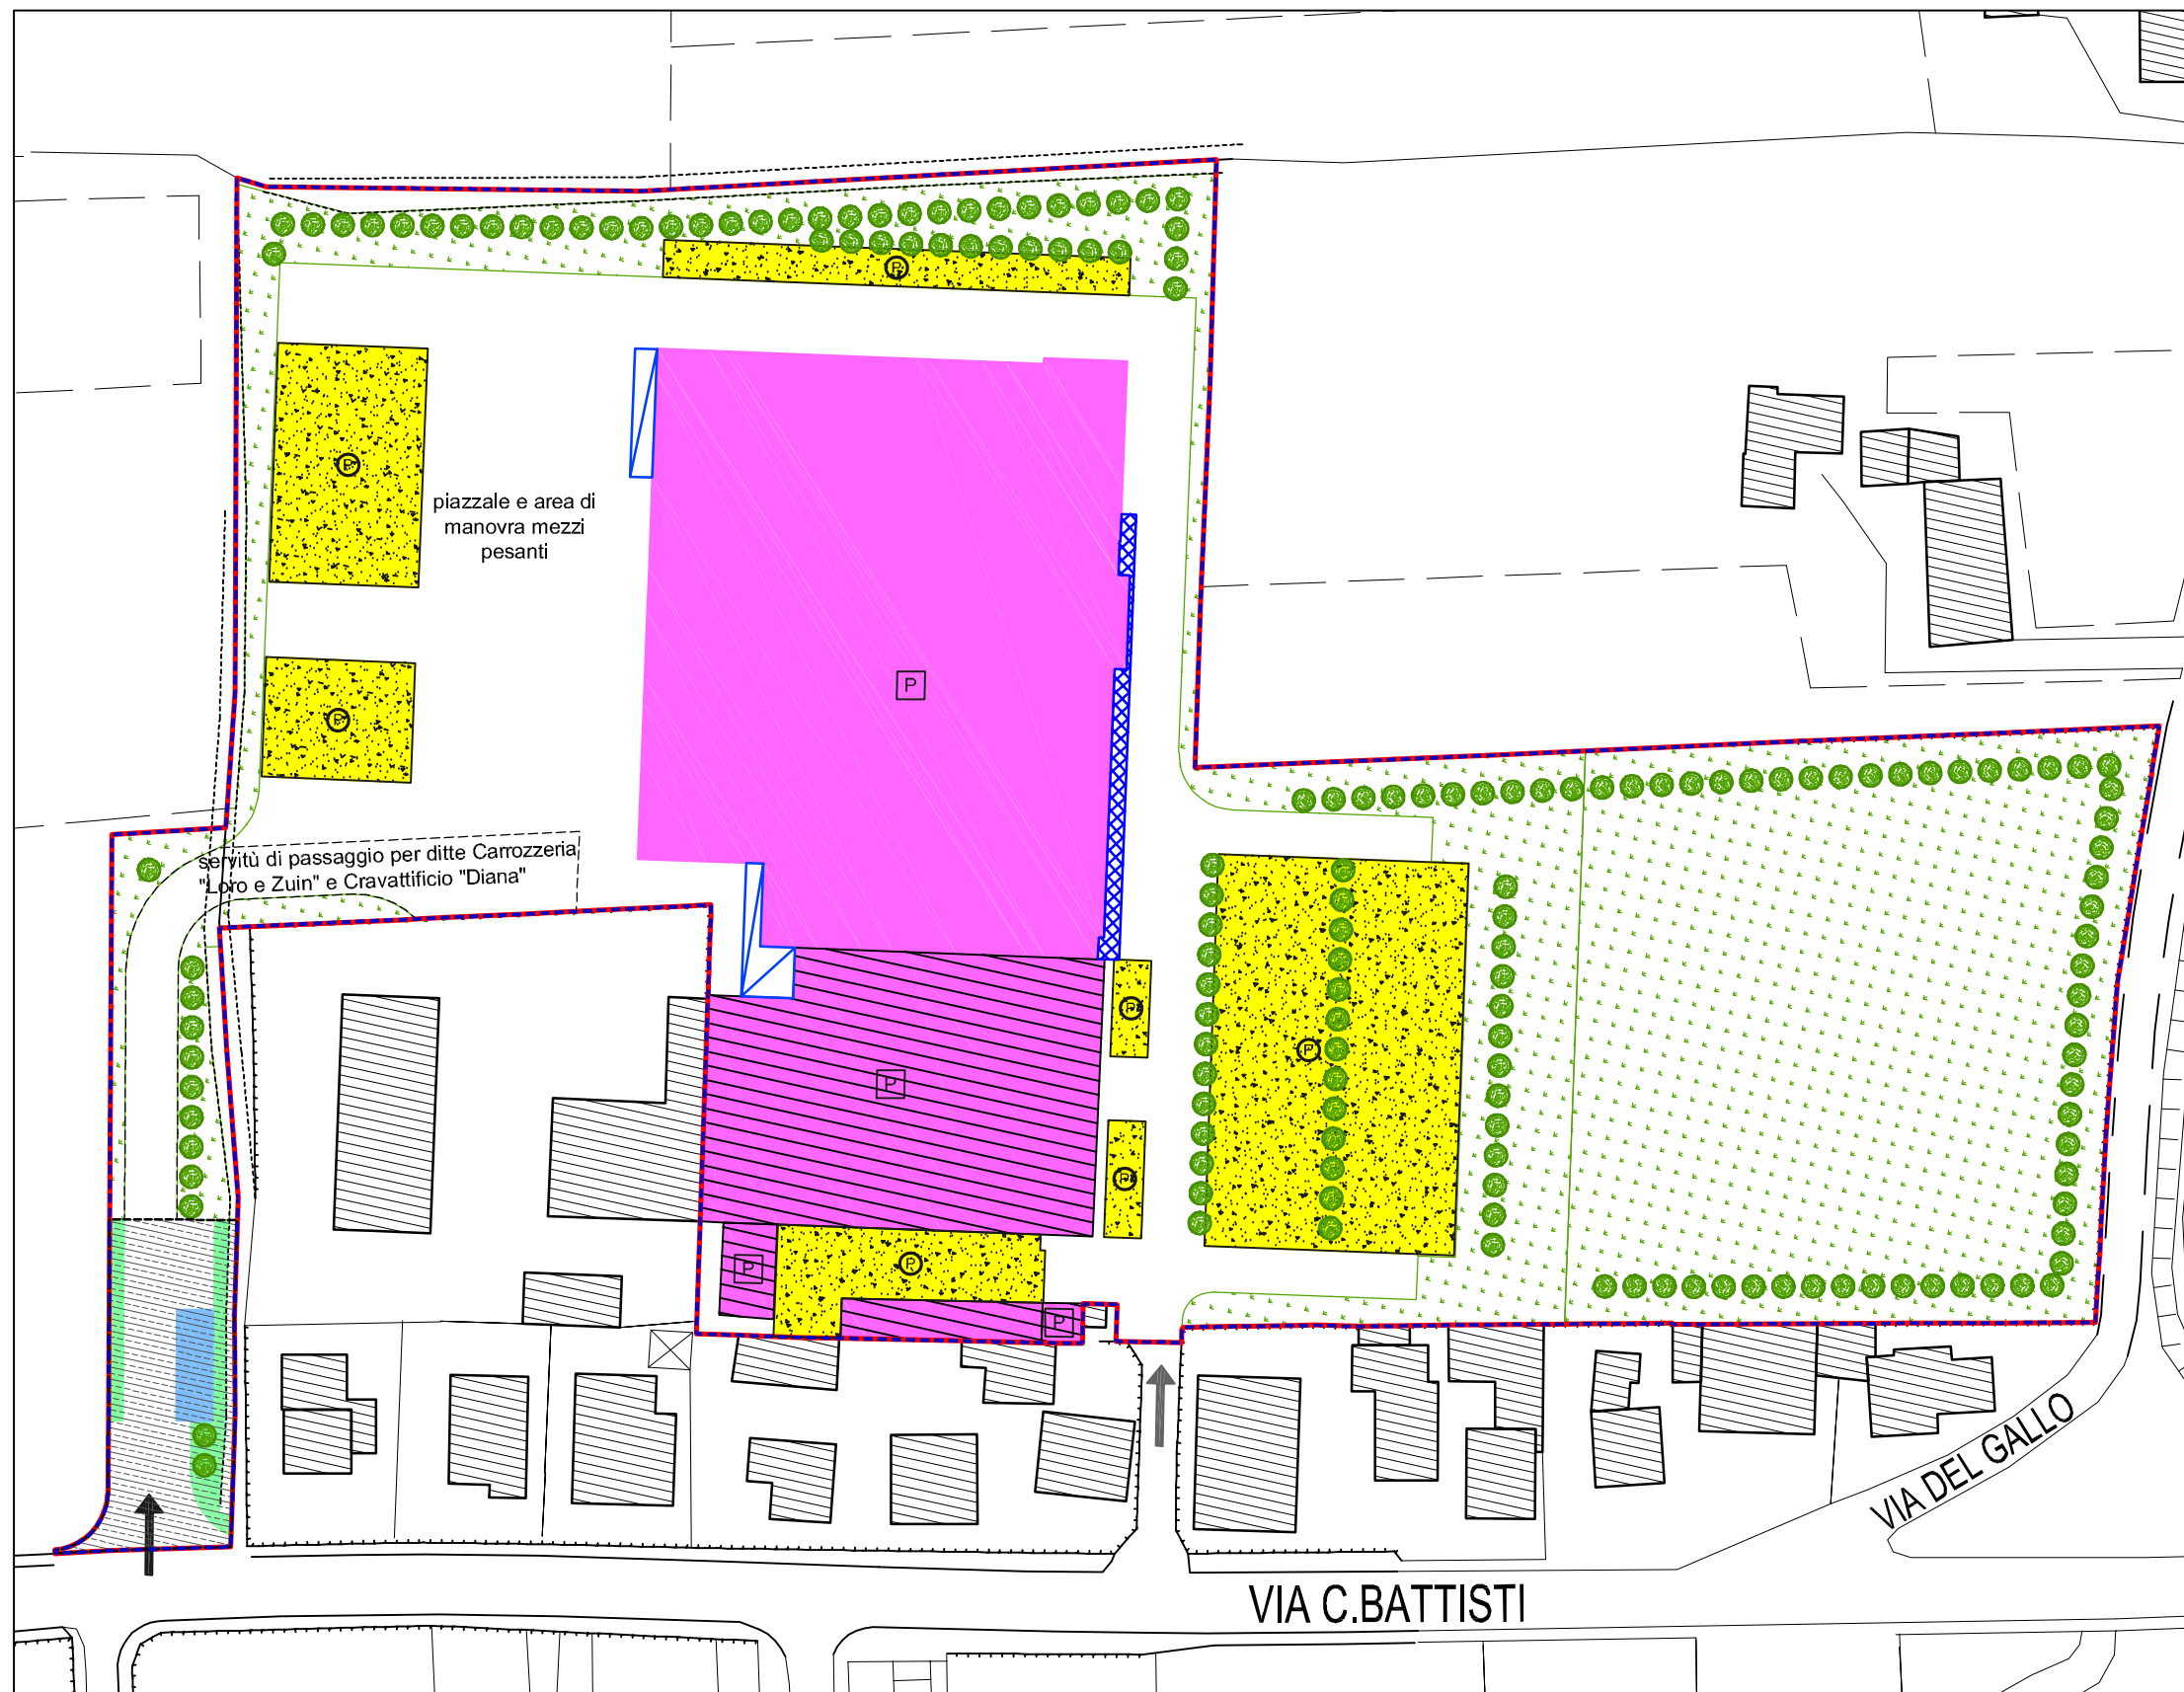 P
P
piazzale e area di
manovra mezzi
pesanti
P
P
servitù di passaggio per ditte Carrozzeria
"Loro e Zuin" e Cravattificio "Diana"
P
P
P
P
P
P
P
VIA DEL GALLO
VIA C.BATTISTI